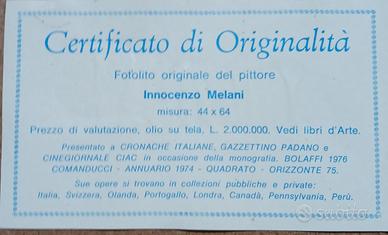 Certificato di Originalità
Fotolito originale del pittore
Innocenzo Melani
misura: 44 x 64
Prezzo di valutazione, olio su tela, L. 2.000.000. Vedi libri d'Arte.
Presentato a CRONACHE ITALIANE, GAZZETTINO PADANO e
CINEGIORNALE CIAC in occasione della monografia. BOLAFFI 1976
COMANDUCCI - ANNUARIO 1974 - QUADRATO - ORIZZONTE 75.
Sue opere si trovano in collezioni pubbliche e private:
Italia, Svizzera, Olanda, Portogallo, Londra, Canadà, Pennsylvania, Perù.
subito.it